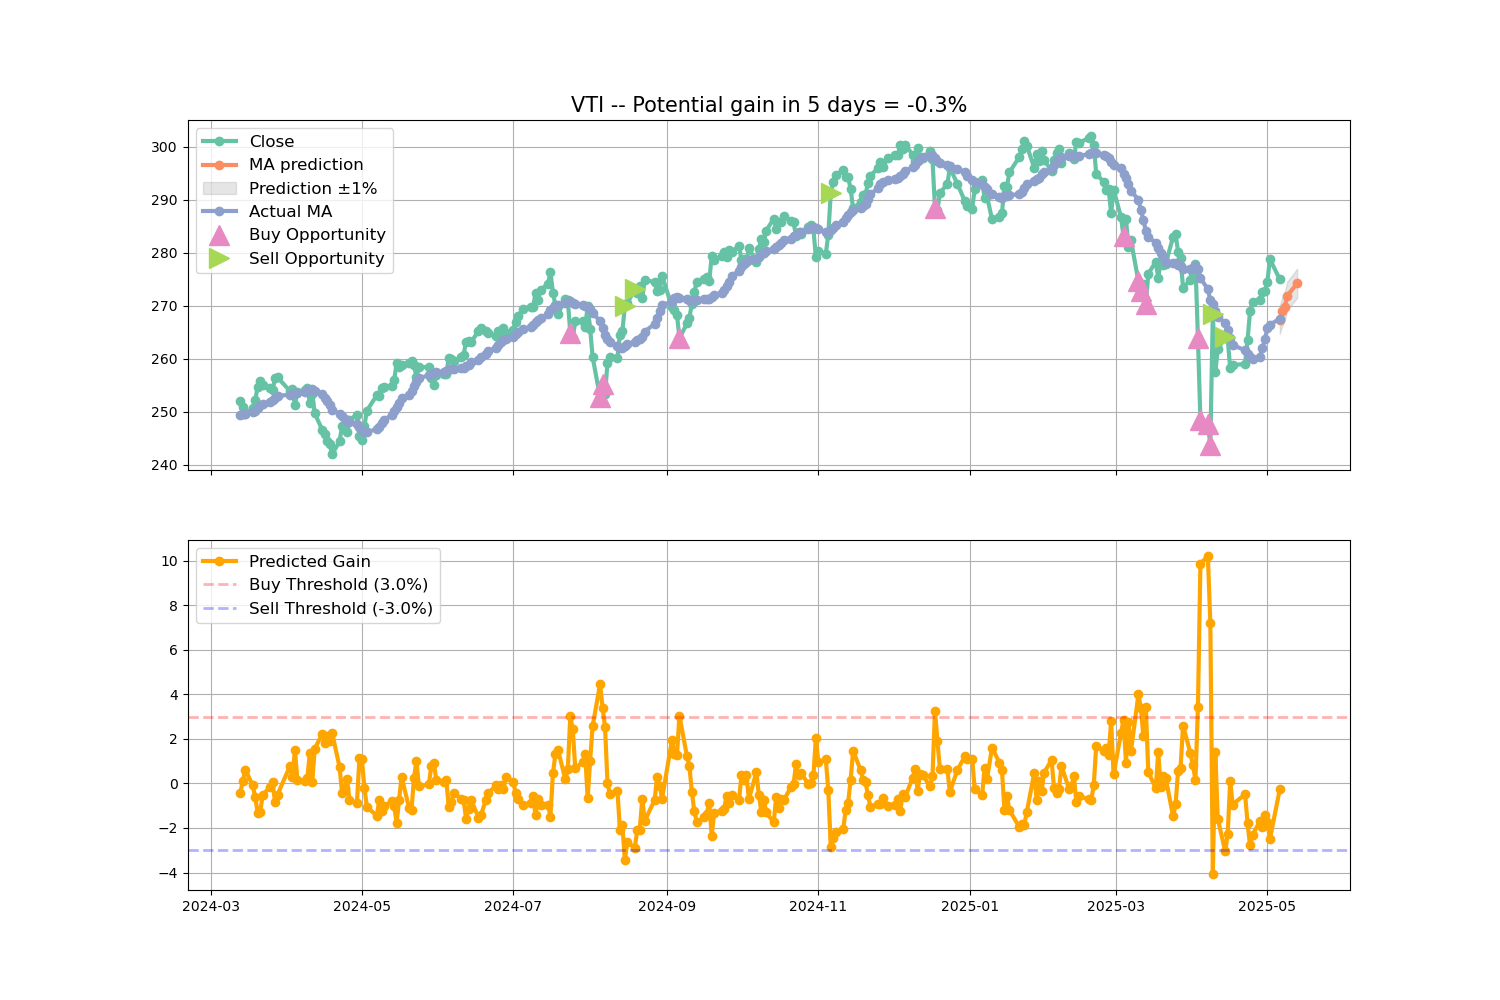 VTI -- Potential gain in 5 days = -0.3%
Close
MA prediction
Prediction ±1%
Actual MA
Buy Opportunity
Sell Opportunity
300
290
280
270
260
250
240
Predicted Gain
Buy Threshold (3.0%)
Sell Threshold (-3.0%)
10
8
6
4
2
0
−2
−4
2024-03
2024-05
2024-07
2024-09
2024-11
2025-01
2025-03
2025-05